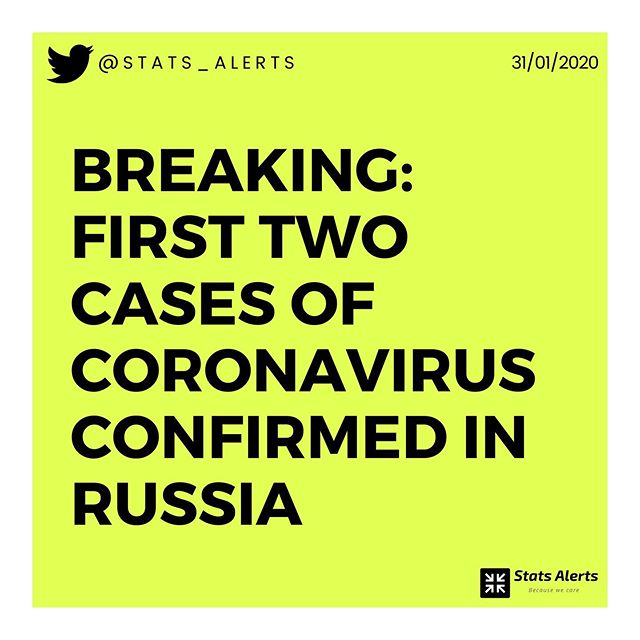 @STATS_ALERTS
31/01/2020
BREAKING:
FIRST TWO
CASES OF
CORONAVIRUS
CONFIRMED IN
RUSSIA
Stats Alerts
Because we care